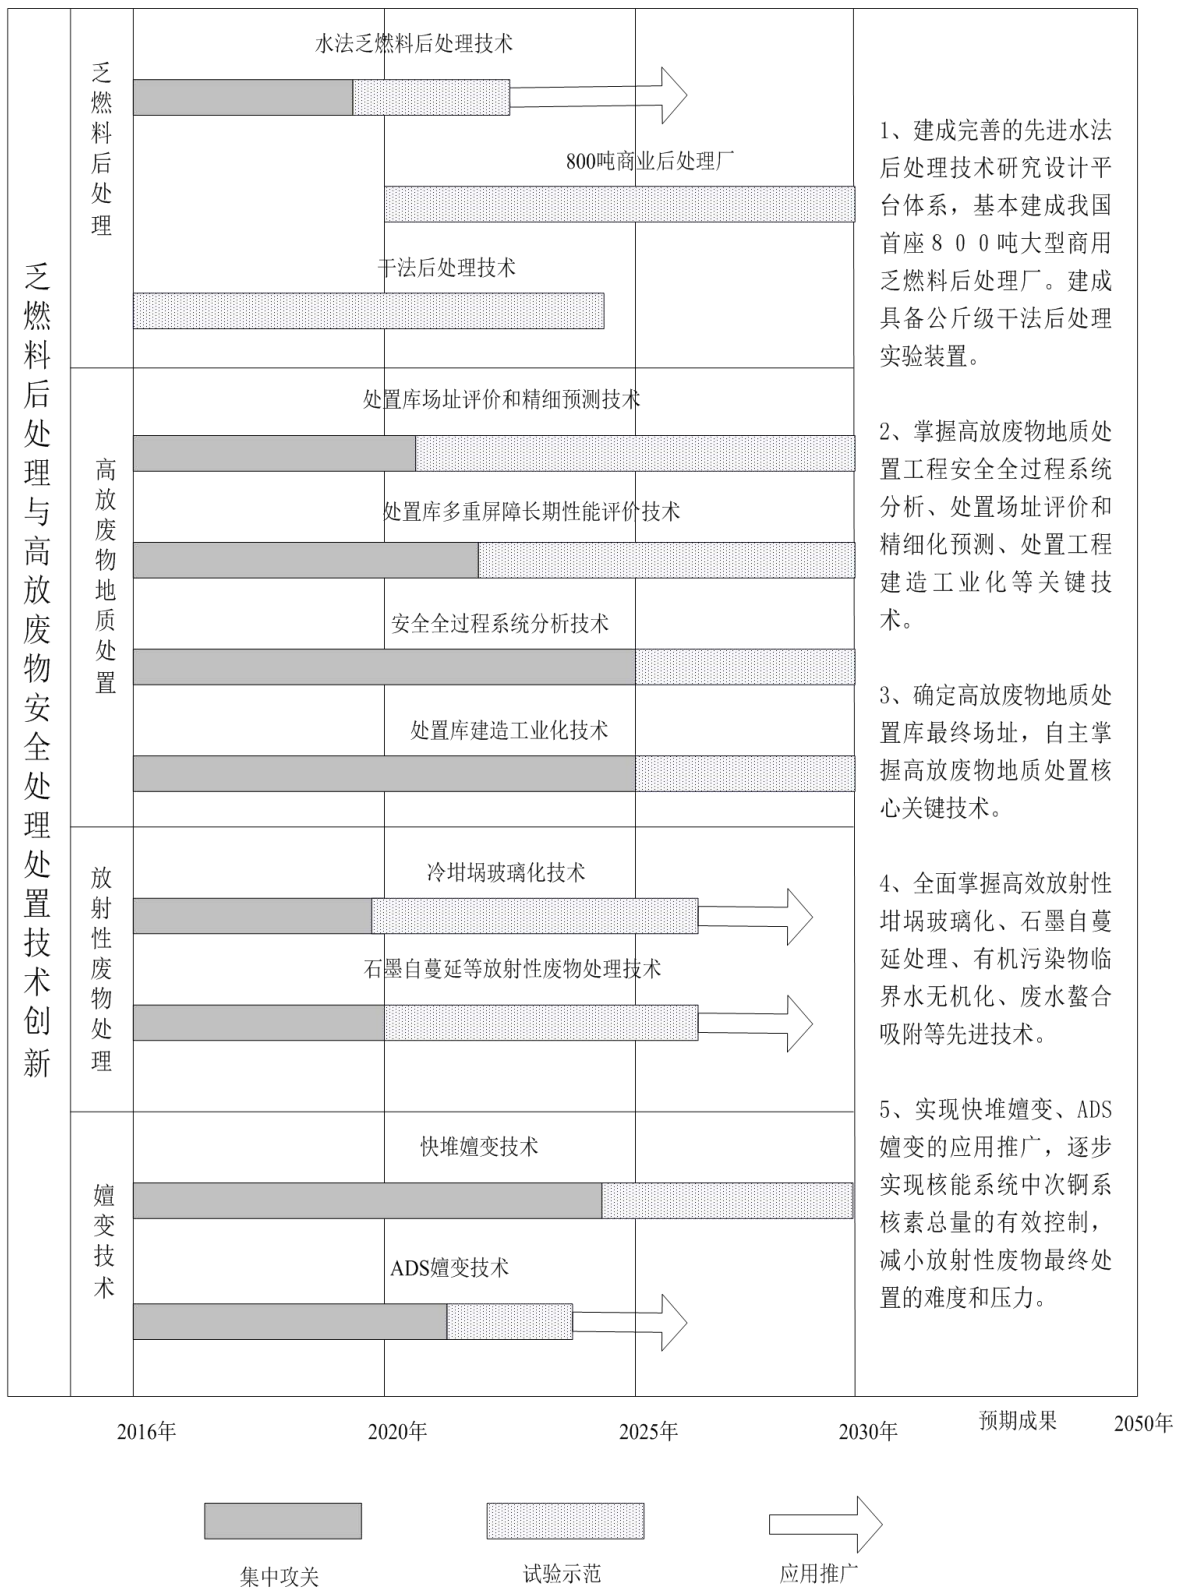 乏燃料后处理与高放废物安全处理处置技术创新
乏燃料后处理
水法乏燃料后处理技术
800吨商业后处理厂
干法后处理技术
高放废物地质处置
处置库场址评价和精细预测技术
处置库多重屏障长期性能评价技术
安全全过程系统分析技术
处置库建造工业化技术
放射性废物处理
冷坩埚玻璃化技术
石墨自蔓延等放射性废物处理技术
嬗变技术
快堆嬗变技术
ADS嬗变技术
1、建成完善的先进水法
后处理技术研究设计平
台体系，基本建成我国
首座800吨大型商用
乏燃料后处理厂。建成
具备公斤级干法后处理
实验装置。
2、掌握高放废物地质处
置工程安全全过程系统
分析、处置场址评价和
精细化预测、处置工程
建造工业化等关键技
术。
3、确定高放废物地质处
置库最终场址，自主掌
握高放废物地质处置核
心关键技术。
4、全面掌握高效放射性
坩埚玻璃化、石墨自蔓
延处理、有机污染物临
界水无机化、废水螯合
吸附等先进技术。
5、实现快堆嬗变、ADS
嬗变的应用推广，逐步
实现核能系统中次锕系
核素总量的有效控制，
减小放射性废物最终处
置的难度和压力。
2016年
2020年
2025年
2030年
预期成果
2050年
集中攻关
试验示范
应用推广